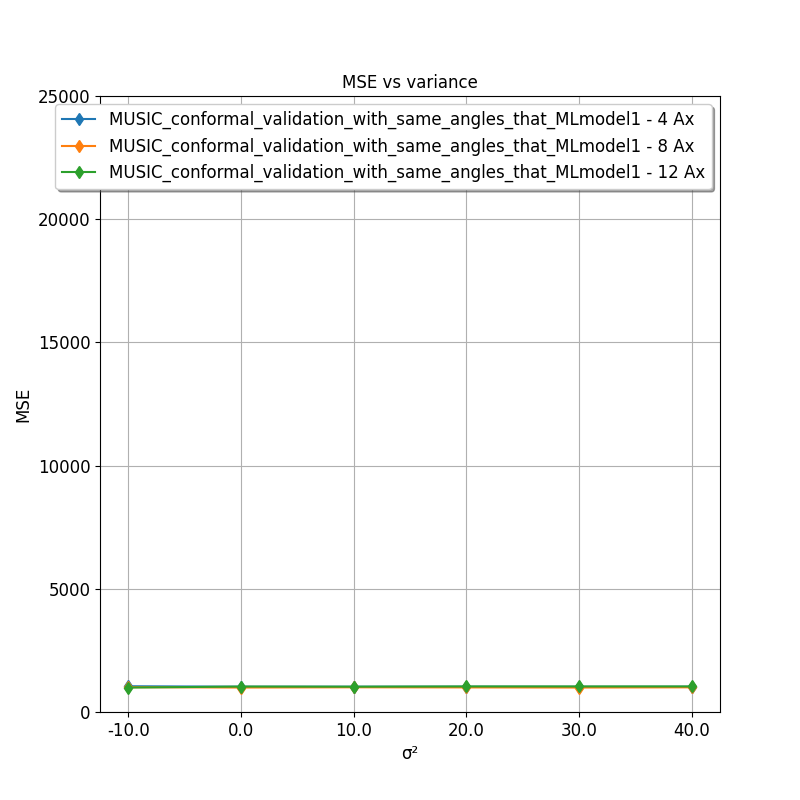 MSE vs variance
25000
MUSIC_conformal_validation_with_same_angles_that_MLmodel1 - 4 Ax
MUSIC_conformal_validation_with_same_angles_that_MLmodel1 - 8 Ax
MUSIC_conformal_validation_with_same_angles_that_MLmodel1 - 12 Ax
20000
15000
MSE
10000
5000
0
-10.0 0.0 10.0 20.0 30.0 40.0
σ²